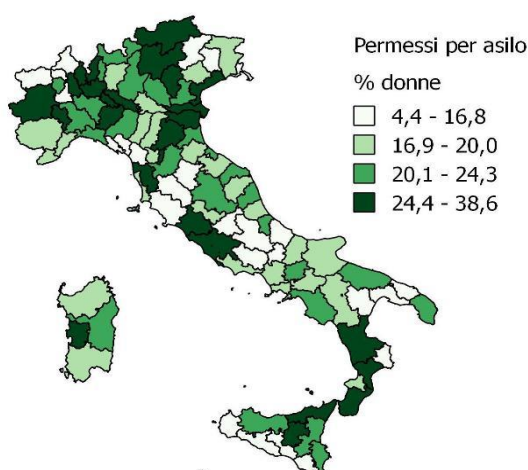 Permessi per asilo
% donne
4,4 - 16,8
16,9 - 20,0
20,1 - 24,3
24,4 - 38,6